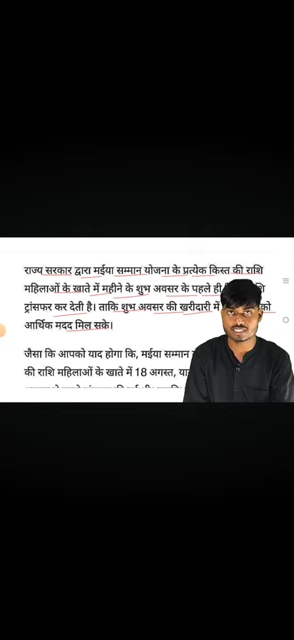 राज्य सरकार द्वारा मईया सम्मान योजना के प्रत्येक किस्त की राशि
महिलाओं के खाते में महीने के शुभ अवसर के पहले ही
ट्रांसफर कर देती है। ताकि शुभ अवसर की खरीदारी में को
आर्थिक मदद मिल सके।
जैसा कि आपको याद होगा कि, मईया सम्मान
की राशि महिलाओं के खाते में 18 अगस्त,